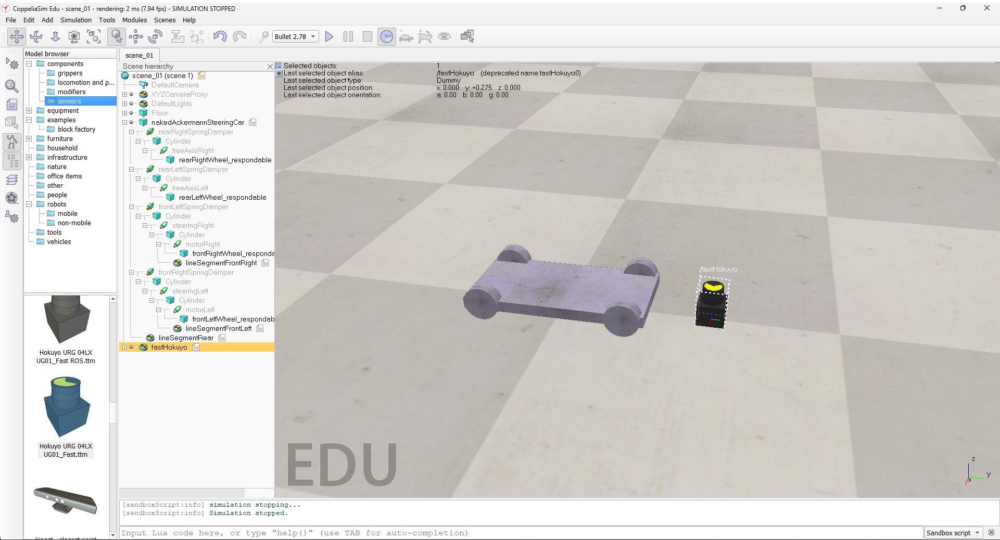 CoppeliaSim Edu - scene_01 - rendering: 2 ms (7.94 fps) - SIMULATION STOPPED
File Edit Add Simulation Tools Modules Scenes Help
Bullet 2.78
RT
Model browser
components
grippers
locomotion and p...
modifiers
sensors
equipment
examples
block factory
furniture
household
infrastructure
nature
office items
other
people
robots
mobile
non-mobile
tools
vehicles
Hokuyo URG 04LX
UG01_Fast ROS.ttm
Hokuyo URG 04LX
UG01_Fast.ttm
scene_01
Scene hierarchy
scene_01 (scene 1)
DefaultCamera
XYZCameraProxy
DefaultLights
Floor
nakedAckermannSteeringCar
rearRightSpringDamper
Cylinder
freeAxisRight
rearRightWheel_respondable
rearLeftSpringDamper
Cylinder
freeAxisLeft
rearLeftWheel_respondable
frontLeftSpringDamper
Cylinder
steeringRight
Cylinder
motorRight
frontRightWheel_responda
lineSegmentFrontRight
frontRightSpringDamper
Cylinder
steeringLeft
Cylinder
motorLeft
frontLeftWheel_respondab
lineSegmentFrontLeft
lineSegmentRear
fastHokuyo
Selected objects: 1
Last selected object alias: /fastHokuyo (deprecated name:fastHokuyo0)
Last selected object type: Dummy
Last selected object position: x: 0.000 y: +0.275 z: 0.000
Last selected object orientation: a: 0.00 b: 0.00 g: 0.00
/fastHokuyo
EDU
z
y
x
[sandboxScript:info] simulation stopping...
[sandboxScript:info] Simulation stopped.
Input Lua code here, or type "help()" (use TAB for auto-completion)
Sandbox script